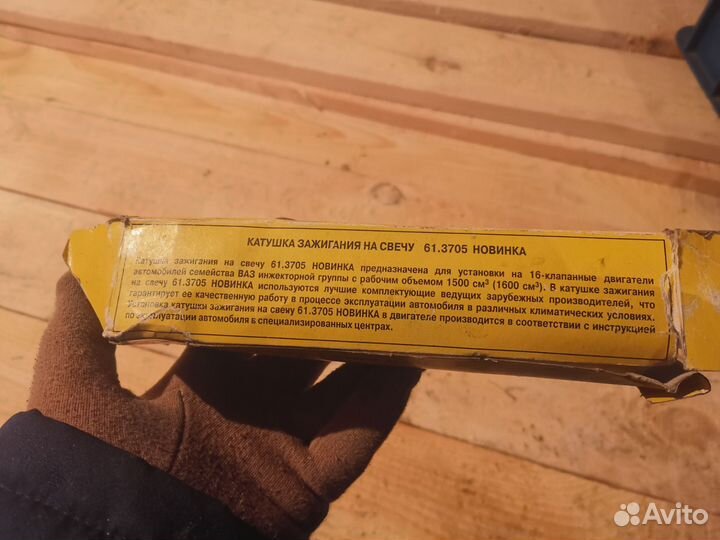 КАТУШКА ЗАЖИГАНИЯ НА СВЕЧУ 61.3705 НОВИНКА
Катушка зажигания на свечу 61.3705 НОВИНКА предназначена для установки на 16-клапанные двигатели
автомобилей семейства ВАЗ инжекторной группы с рабочим объемом 1500 см³ (1600 см³). В катушке зажигания
на свечу 61.3705 НОВИНКА используются лучшие комплектующие ведущих зарубежных производителей, что
гарантирует ее качественную работу в процессе эксплуатации автомобиля в различных климатических условиях.
Установка катушки зажигания на свечу 61.3705 НОВИНКА в двигателе производится в соответствии с инструкцией
по эксплуатации автомобиля в специализированных центрах.
Avito